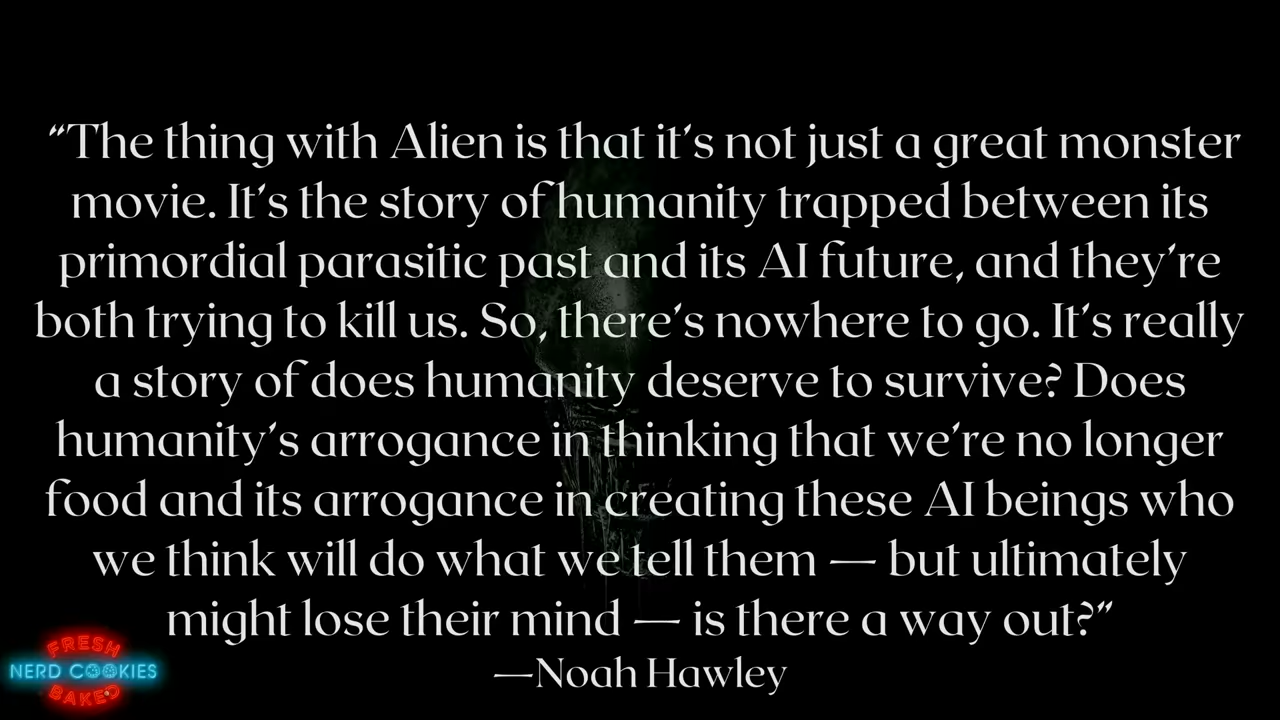 “The thing with Alien is that it’s not just a great monster
movie. It’s the story of humanity trapped between its
primordial parasitic past and its AI future, and they’re
both trying to kill us. So, there’s nowhere to go. It’s really
a story of does humanity deserve to survive? Does
humanity’s arrogance in thinking that we’re no longer
food and its arrogance in creating these AI beings who
we think will do what we tell them — but ultimately
might lose their mind — is there a way out?”
—Noah Hawley
FRESH
NERD COOKIES
BAKED